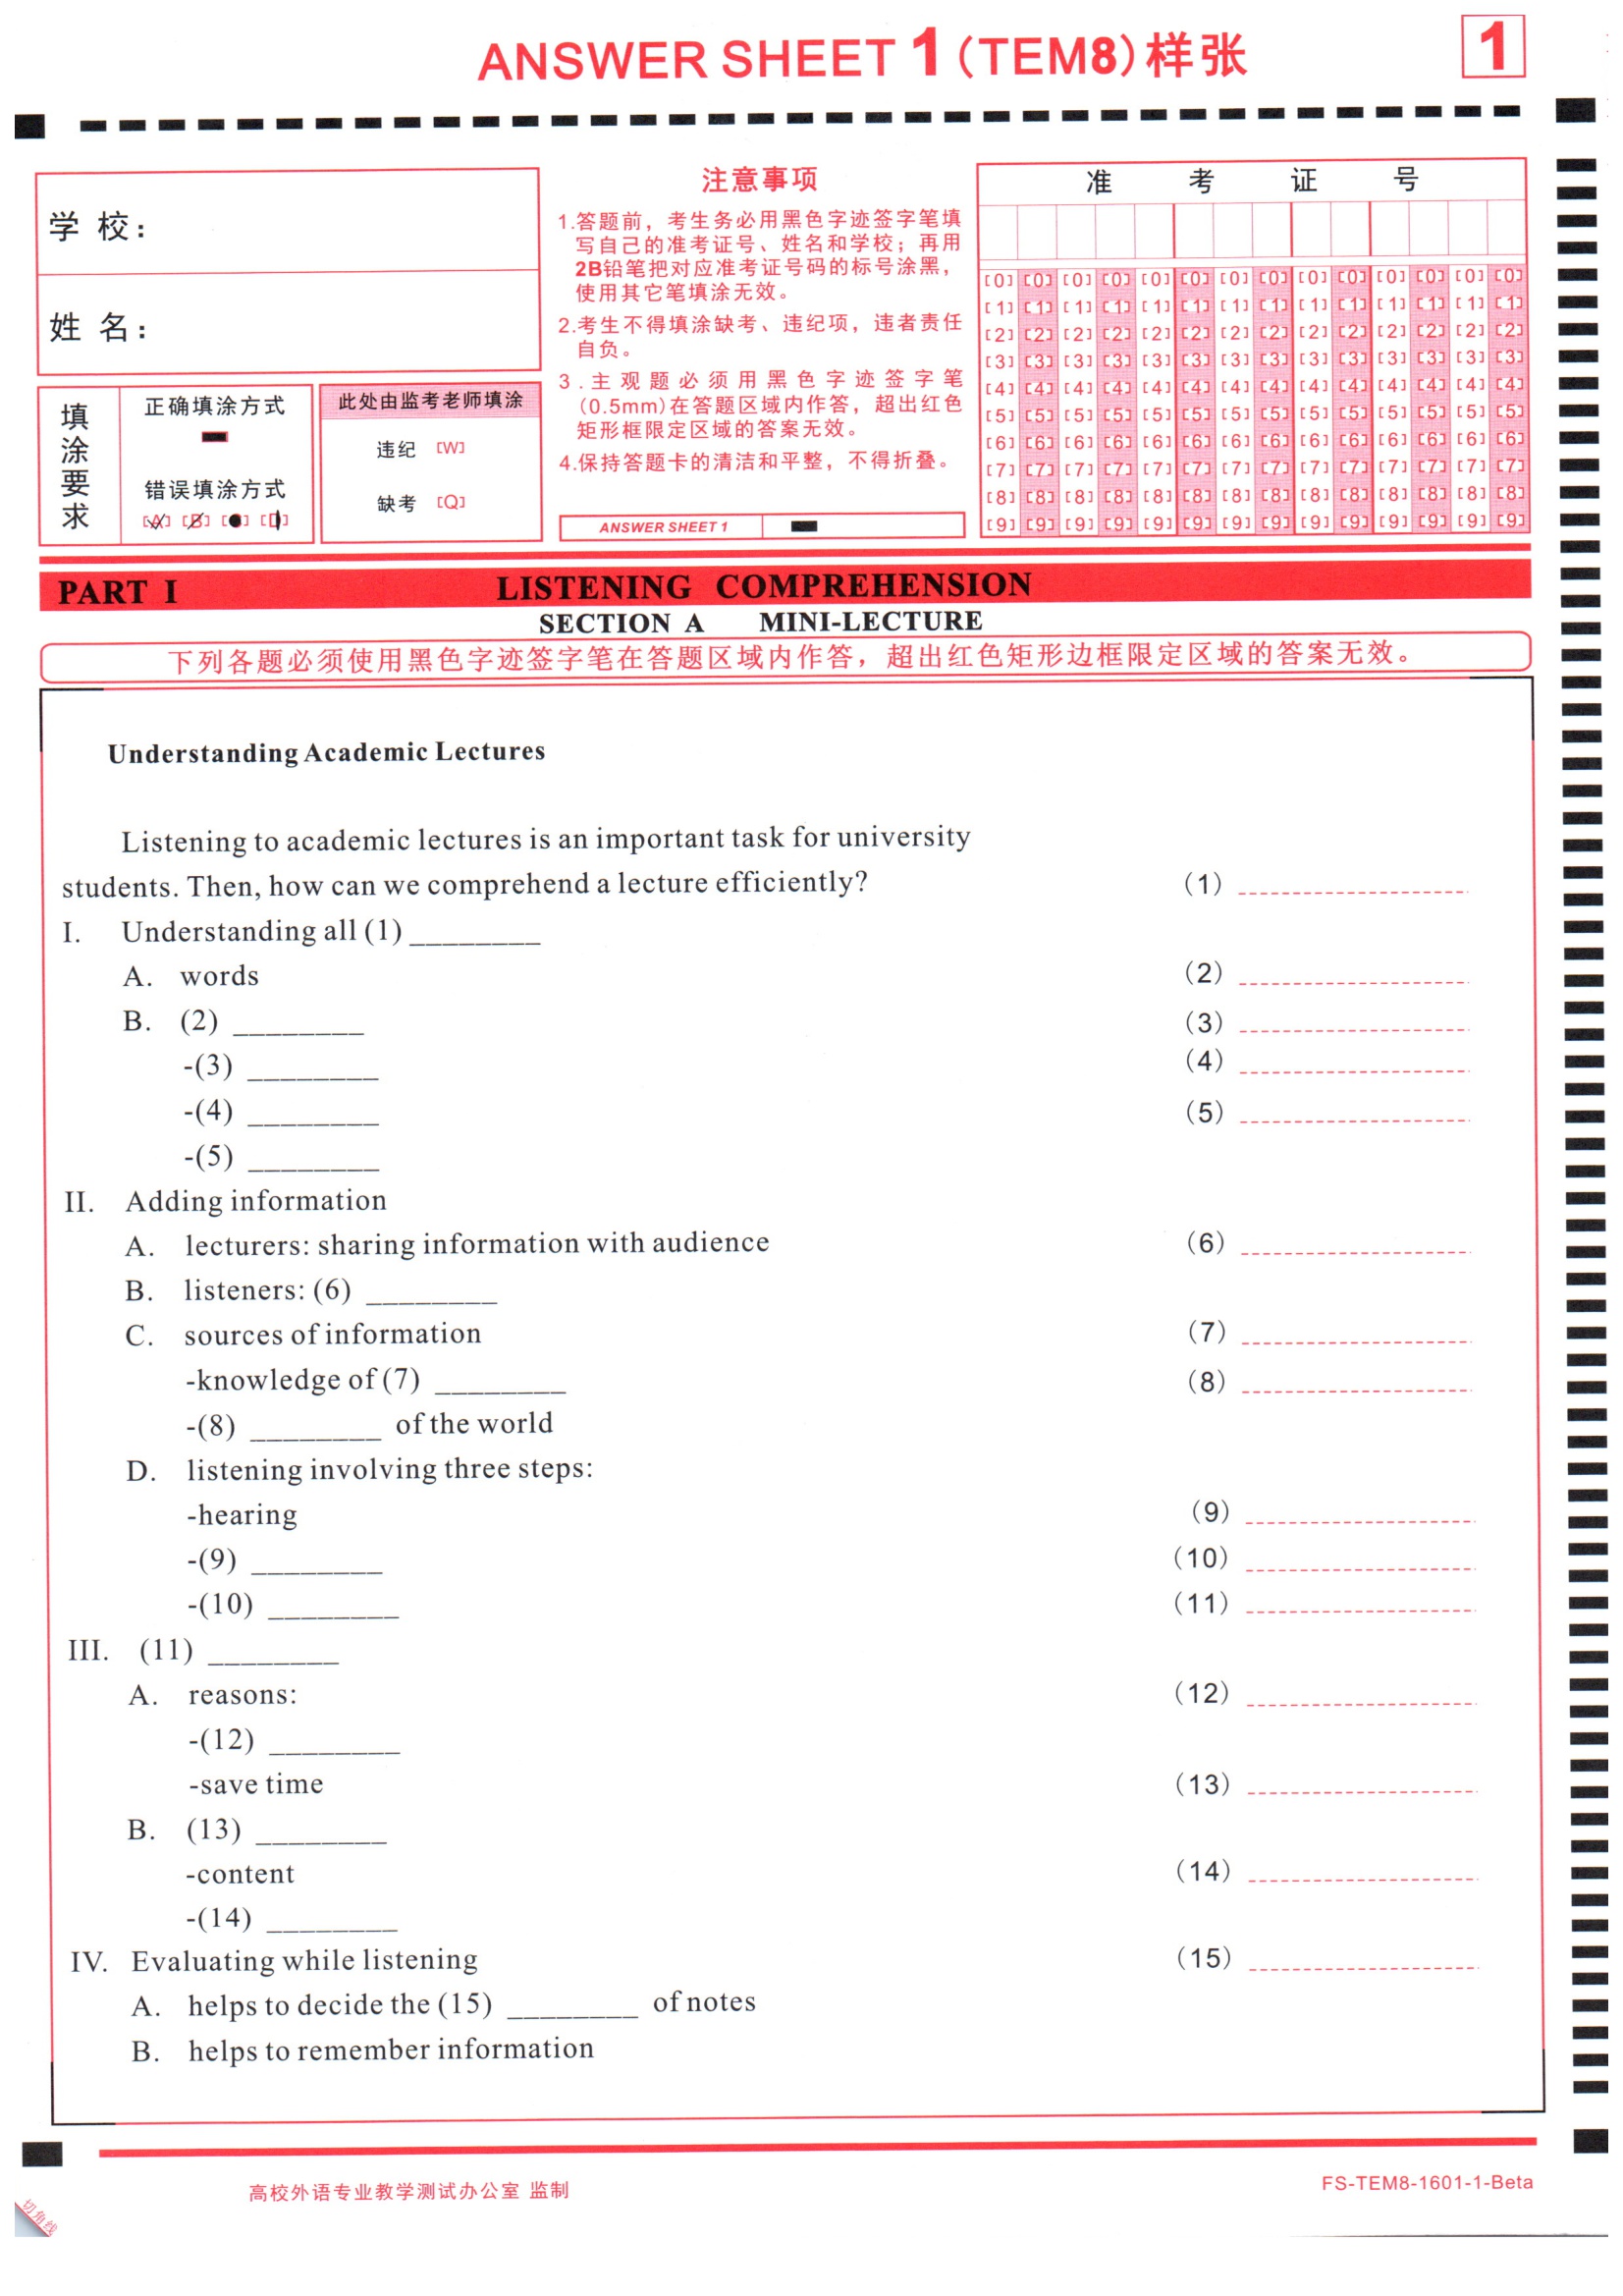 ANSWER SHEET 1 (TEM8) 样张
1
学 校：
姓 名：
填涂要求
正确填涂方式
错误填涂方式
[A] [B] [C] [D]
此处由监考老师填涂
违纪 [W]
缺考 [Q]
注意事项
1.答题前，考生务必用黑色字迹签字笔填
写自己的准考证号、姓名和学校；再用
2B铅笔把对应准考证号码的标号涂黑，
使用其它笔填涂无效。
2.考生不得填涂缺考、违纪项，违者责任
自负。
3.主观题必须用黑色字迹签字笔
(0.5mm)在答题区域内作答，超出红色
矩形框限定区域的答案无效。
4.保持答题卡的清洁和平整，不得折叠。
ANSWER SHEET 1
准 考 证 号
[0] [0] [0] [0] [0] [0] [0] [0] [0] [0] [0] [0] [0] [0]
[1] [1] [1] [1] [1] [1] [1] [1] [1] [1] [1] [1] [1] [1]
[2] [2] [2] [2] [2] [2] [2] [2] [2] [2] [2] [2] [2] [2]
[3] [3] [3] [3] [3] [3] [3] [3] [3] [3] [3] [3] [3] [3]
[4] [4] [4] [4] [4] [4] [4] [4] [4] [4] [4] [4] [4] [4]
[5] [5] [5] [5] [5] [5] [5] [5] [5] [5] [5] [5] [5] [5]
[6] [6] [6] [6] [6] [6] [6] [6] [6] [6] [6] [6] [6] [6]
[7] [7] [7] [7] [7] [7] [7] [7] [7] [7] [7] [7] [7] [7]
[8] [8] [8] [8] [8] [8] [8] [8] [8] [8] [8] [8] [8] [8]
[9] [9] [9] [9] [9] [9] [9] [9] [9] [9] [9] [9] [9] [9]
PART I LISTENING COMPREHENSION
SECTION A MINI-LECTURE
下列各题必须使用黑色字迹签字笔在答题区域内作答，超出红色矩形边框限定区域的答案无效。
Understanding Academic Lectures
Listening to academic lectures is an important task for university
students. Then, how can we comprehend a lecture efficiently? (1) ________
I. Understanding all (1) ________
A. words (2) ________
B. (2) ________ (3) ________
-(3) ________ (4) ________
-(4) ________ (5) ________
-(5) ________
II. Adding information
A. lecturers: sharing information with audience (6) ________
B. listeners: (6) ________
C. sources of information (7) ________
-knowledge of (7) ________ (8) ________
-(8) ________ of the world
D. listening involving three steps:
-hearing (9) ________
-(9) ________ (10) ________
-(10) ________ (11) ________
III. (11) ________
A. reasons: (12) ________
-(12) ________
-save time (13) ________
B. (13) ________
-content (14) ________
-(14) ________
IV. Evaluating while listening (15) ________
A. helps to decide the (15) ________ of notes
B. helps to remember information
高校外语专业教学测试办公室 监制
FS-TEM8-1601-1-Beta
切角线